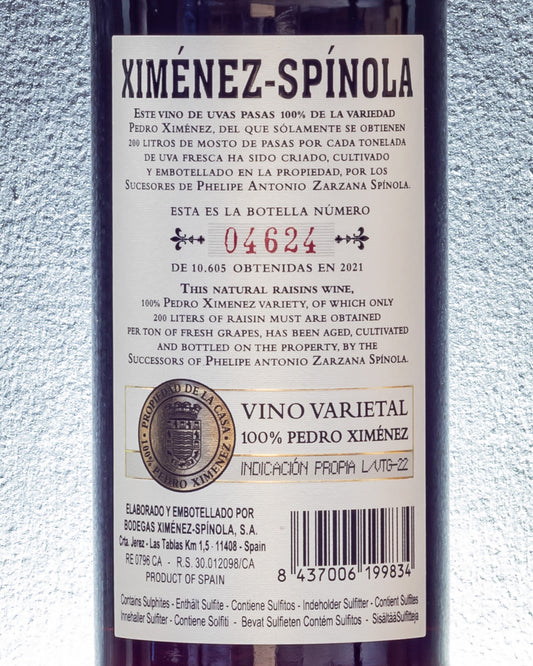 XIMÉNEZ-SPÍNOLA
ESTE VINO DE UVAS PASAS 100% DE LA VARIEDAD
PEDRO XIMÉNEZ, DEL QUE SÓLAMENTE SE OBTIENEN
200 LITROS DE MOSTO DE PASAS POR CADA TONELADA
DE UVA FRESCA HA SIDO CRIADO, CULTIVADO
Y EMBOTELLADO EN LA PROPIEDAD, POR LOS
SUCESORES DE PHELIPE ANTONIO ZARZANA SPÍNOLA.
ESTA ES LA BOTELLA NÚMERO
04624
DE 10.605 OBTENIDAS EN 2021
THIS NATURAL RAISINS WINE,
100% PEDRO XIMENEZ VARIETY, OF WHICH ONLY
200 LITERS OF RAISIN MUST ARE OBTAINED
PER TON OF FRESH GRAPES, HAS BEEN AGED, CULTIVATED
AND BOTTLED ON THE PROPERTY, BY THE
SUCCESSORS OF PHELIPE ANTONIO ZARZANA SPÍNOLA.
PROPIEDAD DE LA CASA
100% PEDRO XIMENEZ
VINO VARIETAL
100% PEDRO XIMÉNEZ
INDICACIÓN PROPIA L/VTG-22
ELABORADO Y EMBOTELLADO POR
BODEGAS XIMÉNEZ-SPÍNOLA, S.A.
Crta. Jerez - Las Tablas Km 1,5 · 11408 - Spain
RE 0796 CA - R.S. 30.012098/CA
PRODUCT OF SPAIN
8 437006 199834
Contains Sulphites - Enthält Sulfite - Contiene Sulfitos - Indeholder Sulfitter - Content Sulfites
Innehaller Sulfiter - Contiene Solfiti - Bevat Sulfieten Contém Sulfitos - SisältääSulfitteja